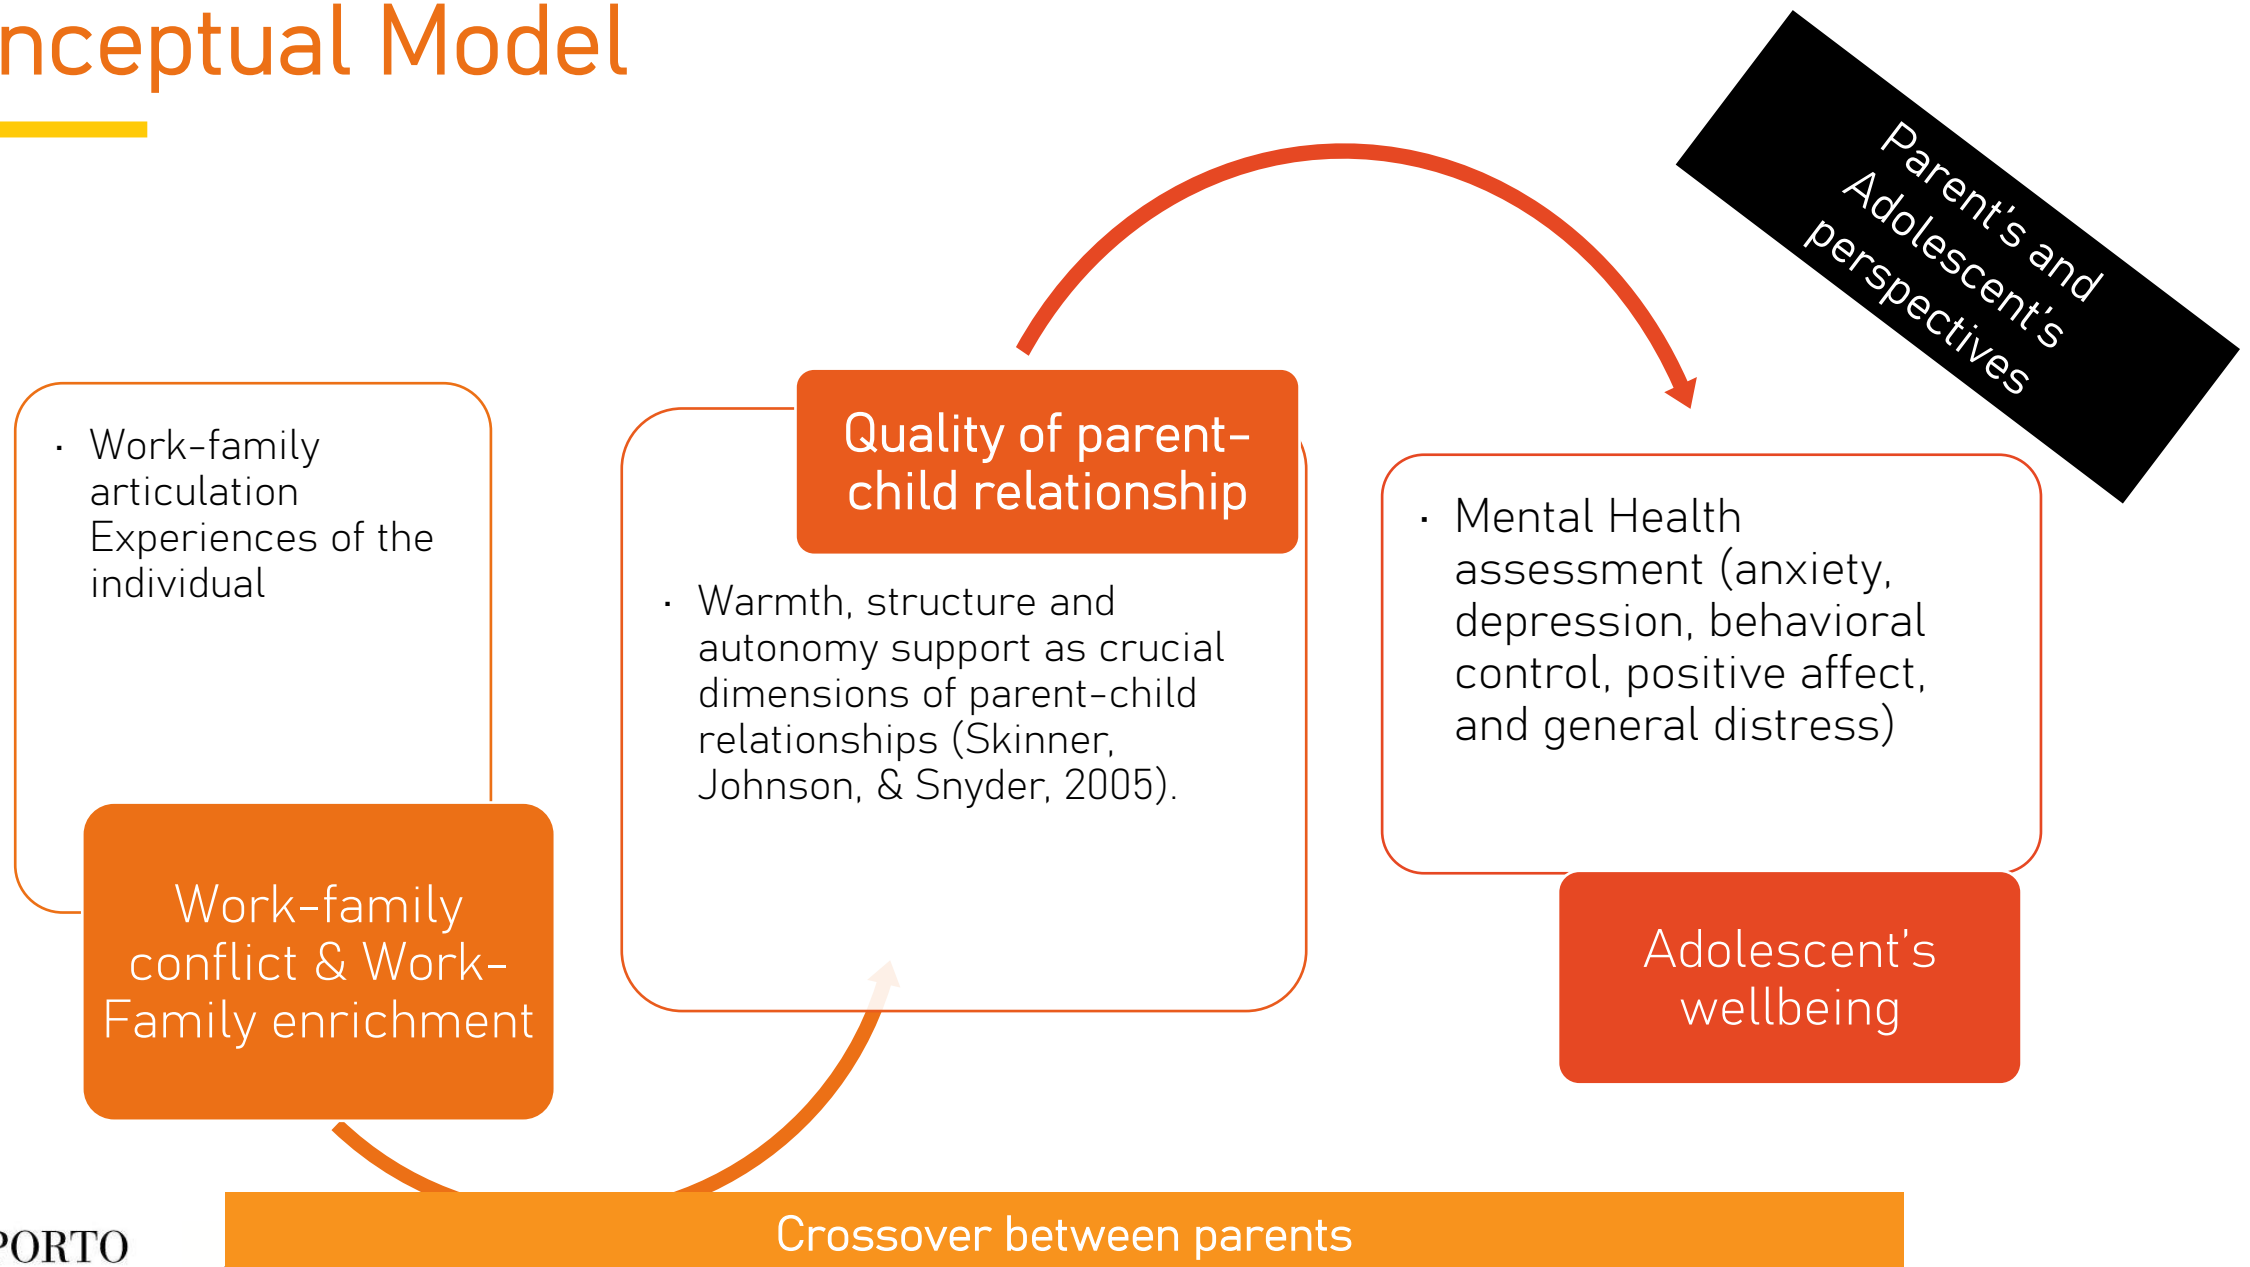 nceptual Model
Parent's and
Adolescent's
perspectives
· Work-family
articulation
Experiences of the
individual
Work-family
conflict & Work-
Family enrichment
Quality of parent-
child relationship
· Warmth, structure and
autonomy support as crucial
dimensions of parent-child
relationships (Skinner,
Johnson, & Snyder, 2005).
· Mental Health
assessment (anxiety,
depression, behavioral
control, positive affect,
and general distress)
Adolescent's
wellbeing
Crossover between parents
PORTO